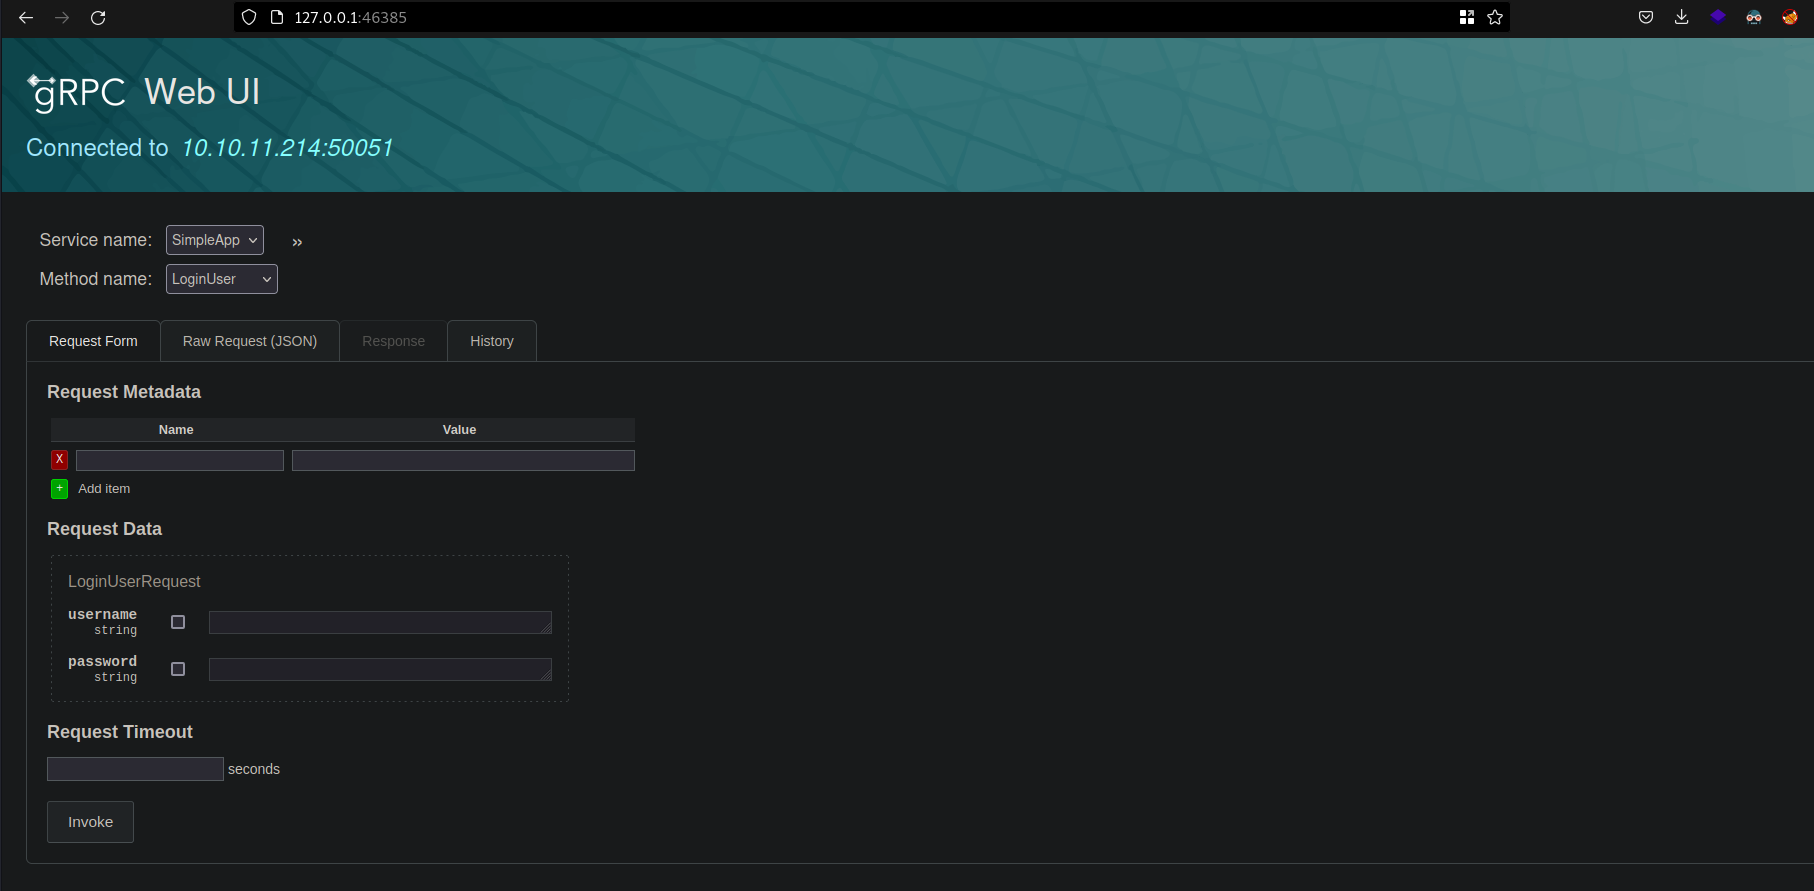 127.0.0.1:46385
gRPC Web UI
Connected to 10.10.11.214:50051
Service name: SimpleApp »
Method name: LoginUser
Request Form Raw Request (JSON) Response History
Request Metadata
Name Value
X
+ Add item
Request Data
LoginUserRequest
username
string
password
string
Request Timeout
seconds
Invoke